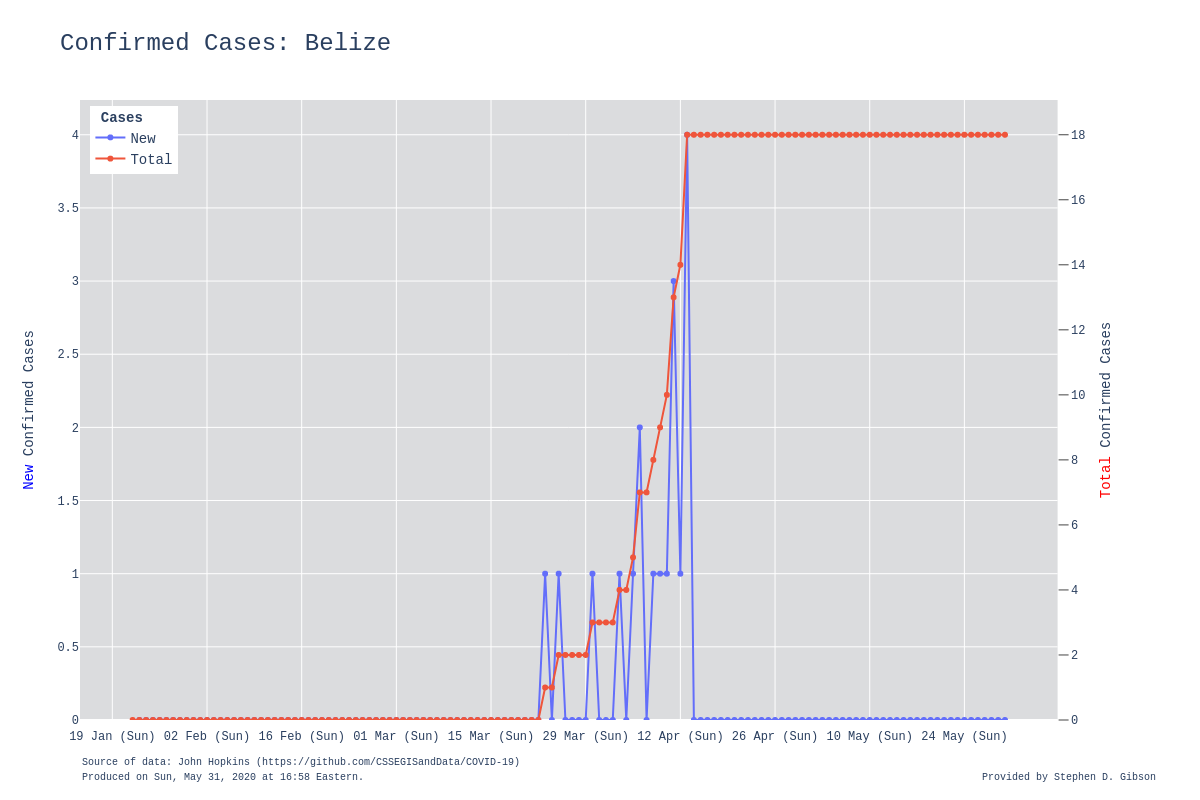 Confirmed Cases: Belize
Cases
New
Total
4
3.5
3
2.5
2
1.5
1
0.5
0
18
16
14
12
10
8
6
4
2
0
New Confirmed Cases
Total Confirmed Cases
19 Jan (Sun) 02 Feb (Sun) 16 Feb (Sun) 01 Mar (Sun) 15 Mar (Sun) 29 Mar (Sun) 12 Apr (Sun) 26 Apr (Sun) 10 May (Sun) 24 May (Sun)
Source of data: John Hopkins (https://github.com/CSSEGISandData/COVID-19)
Produced on Sun, May 31, 2020 at 16:58 Eastern.
Provided by Stephen D. Gibson